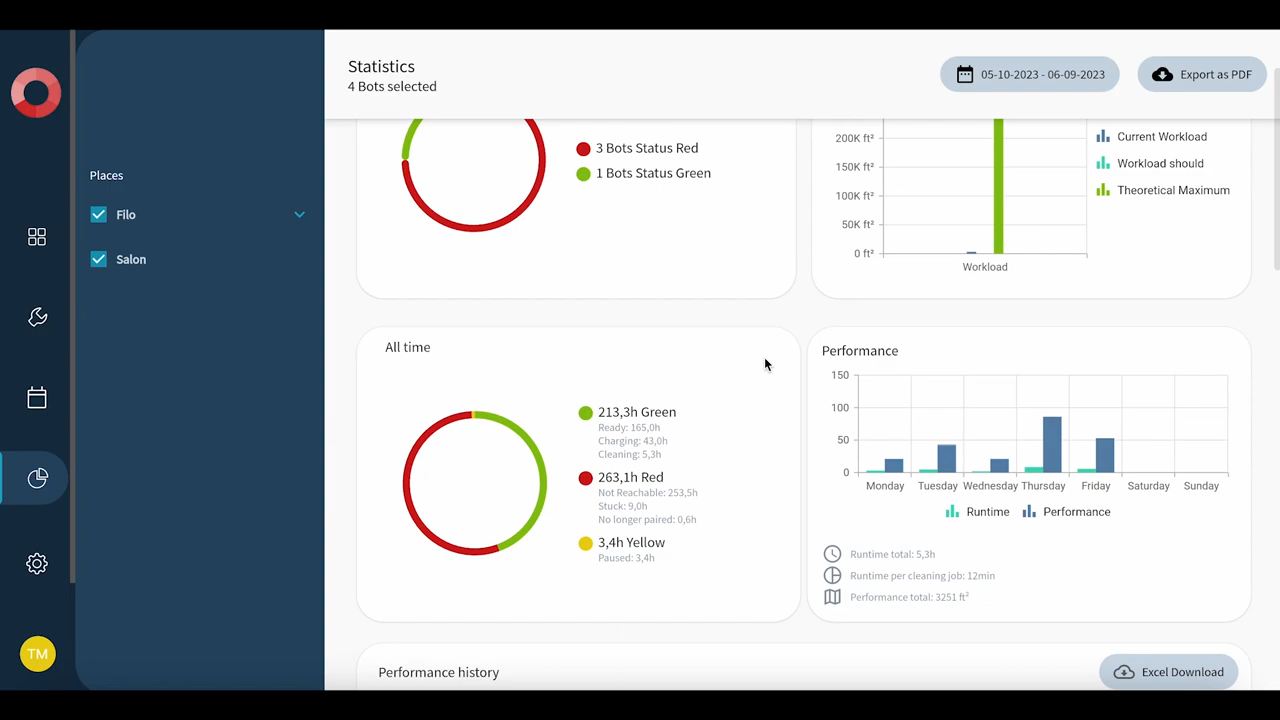 Statistics
4 Bots selected
05-10-2023 - 06-09-2023
Export as PDF
Places
Filo
Salon
TM
3 Bots Status Red
1 Bots Status Green
200K ft²
150K ft²
100K ft²
50K ft²
0 ft²
Workload
Current Workload
Workload should
Theoretical Maximum
All time
213,3h Green
Ready: 165,0h
Charging: 43,0h
Cleaning: 5,3h
263,1h Red
Not Reachable: 253,5h
Stuck: 9,0h
No longer paired: 0,6h
3,4h Yellow
Paused: 3,4h
Performance
150
100
50
0
Monday Tuesday Wednesday Thursday Friday Saturday Sunday
Runtime Performance
Runtime total: 5,3h
Runtime per cleaning job: 12min
Performance total: 3251 ft²
Performance history
Excel Download